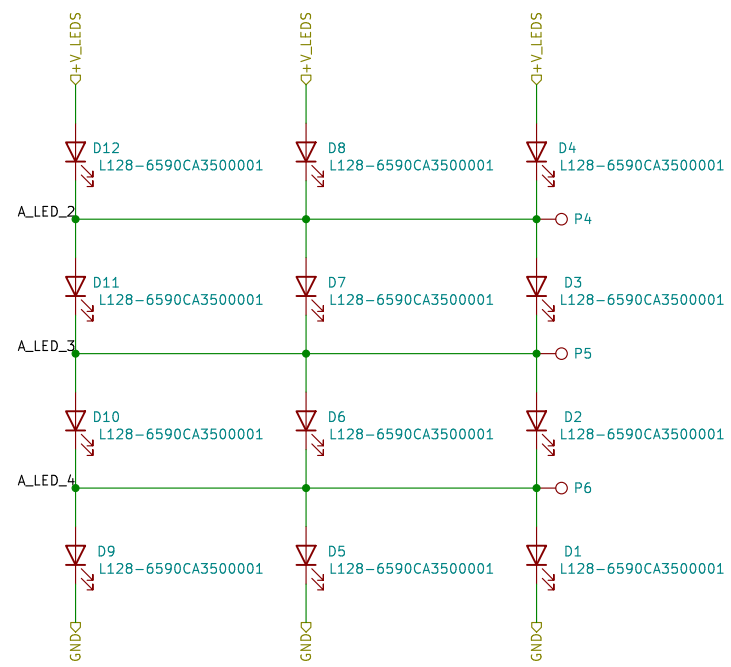 +V_LEDS +V_LEDS +V_LEDS
D12 D8 D4
L128-6590CA3500001 L128-6590CA3500001 L128-6590CA3500001
A_LED_2 P4
D11 D7 D3
L128-6590CA3500001 L128-6590CA3500001 L128-6590CA3500001
A_LED_3 P5
D10 D6 D2
L128-6590CA3500001 L128-6590CA3500001 L128-6590CA3500001
A_LED_4 P6
D9 D5 D1
L128-6590CA3500001 L128-6590CA3500001 L128-6590CA3500001
GND GND GND